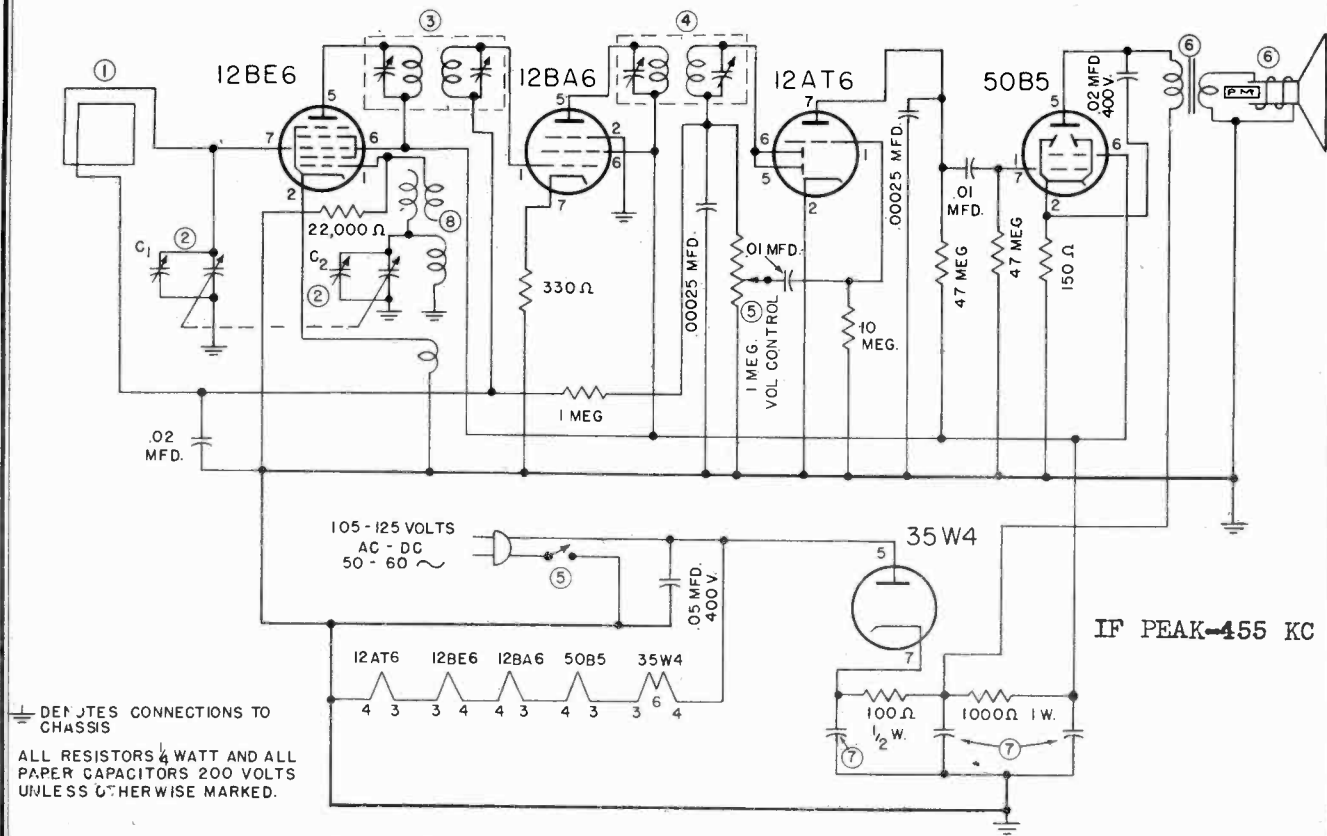 ①
12BE6
③
12BA6
④
12AT6
50B5
.02 MFD
400V.
⑥
⑥
PM
5
7
6
1
2
5
2
6
1
7
7
6
5
1
2
5
1
7
6
2
22,000 Ω
⑧
C1
②
C2
②
330 Ω
.00025 MFD.
.01 MFD.
⑤
1 MEG.
VOL CONTROL
10
MEG.
.00025 MFD.
.01
MFD.
47 MEG
47 MEG
150 Ω
1 MEG
.02
MFD.
105-125 VOLTS
AC - DC
50 - 60 ~
⑤
.05 MFD.
400 V.
35W4
5
7
IF PEAK-455 KC
12AT6 12BE6 12BA6 50B5 35W4
4 3 4 3 4 3 4 3 3 6 4
100Ω
1/2 W.
1000Ω 1W.
⑦
⑦
DENOTES CONNECTIONS TO
CHASSIS
ALL RESISTORS 1/4 WATT AND ALL
PAPER CAPACITORS 200 VOLTS
UNLESS OTHERWISE MARKED.